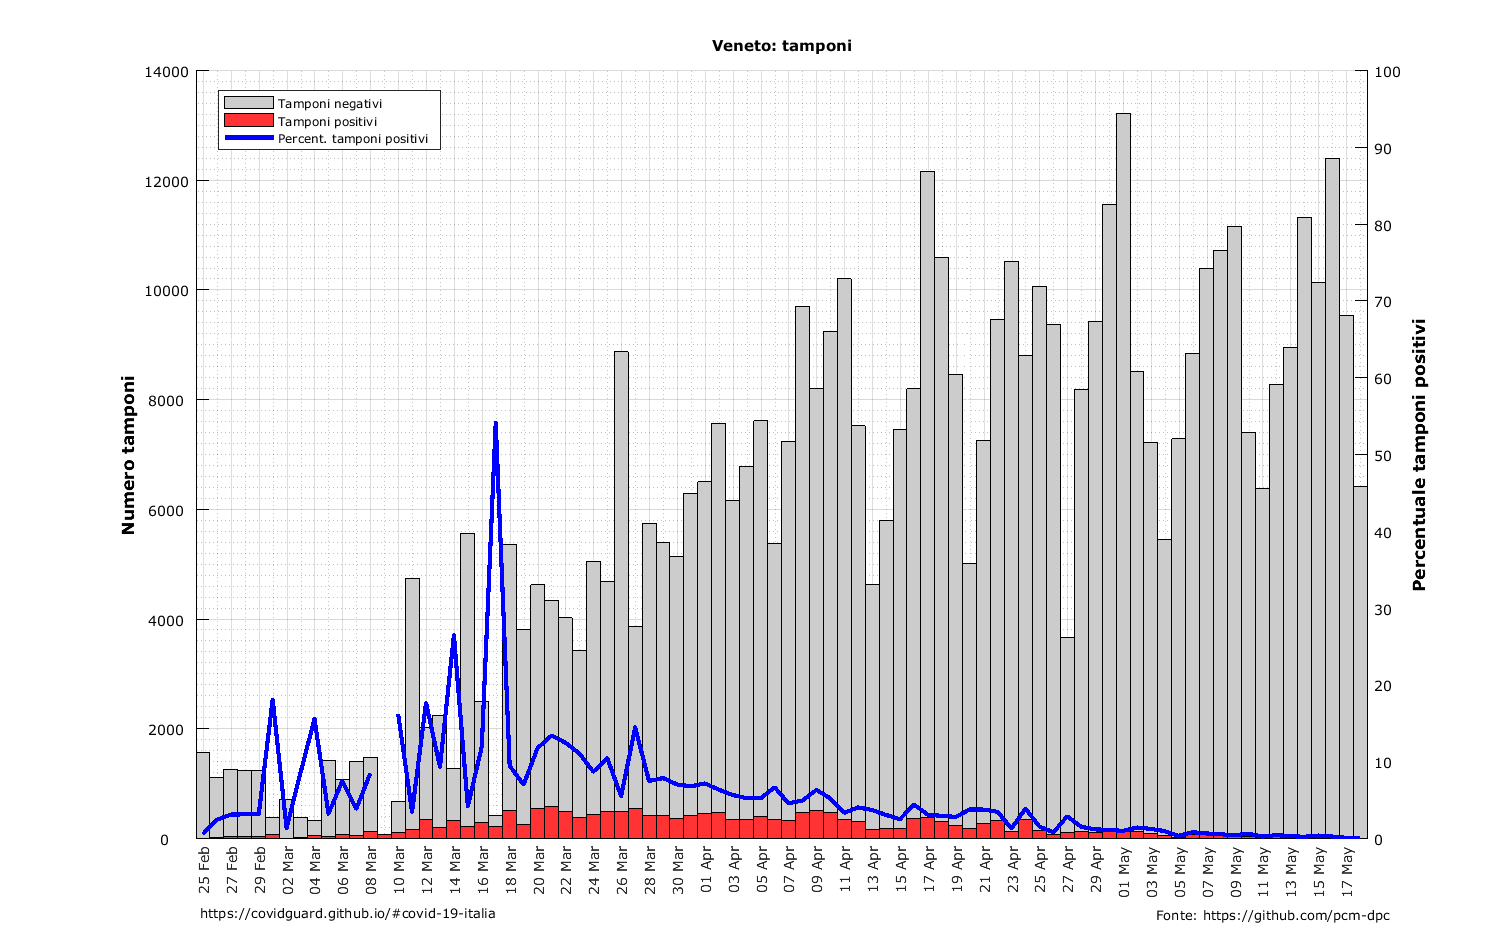 Veneto: tamponi
Tamponi negativi
Tamponi positivi
Percent. tamponi positivi
Numero tamponi
14000
12000
10000
8000
6000
4000
2000
0
Percentuale tamponi positivi
100
90
80
70
60
50
40
30
20
10
0
25 Feb
27 Feb
29 Feb
02 Mar
04 Mar
06 Mar
08 Mar
10 Mar
12 Mar
14 Mar
16 Mar
18 Mar
20 Mar
22 Mar
24 Mar
26 Mar
28 Mar
30 Mar
01 Apr
03 Apr
05 Apr
07 Apr
09 Apr
11 Apr
13 Apr
15 Apr
17 Apr
19 Apr
21 Apr
23 Apr
25 Apr
27 Apr
29 Apr
01 May
03 May
05 May
07 May
09 May
11 May
13 May
15 May
17 May
https://covidguard.github.io/#covid-19-italia
Fonte: https://github.com/pcm-dpc